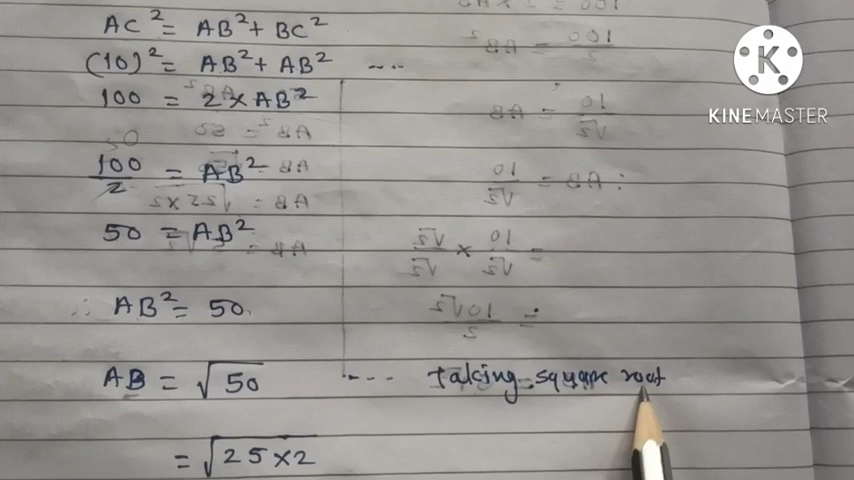 AC² = AB² + BC²
(10)² = AB² + AB² ----
100 = 2 × AB²
50
100/2 = AB²
50 = AB²
∴ AB² = 50.
AB = √50 ---- Taking square root
= √25×2
K
KINEMASTER